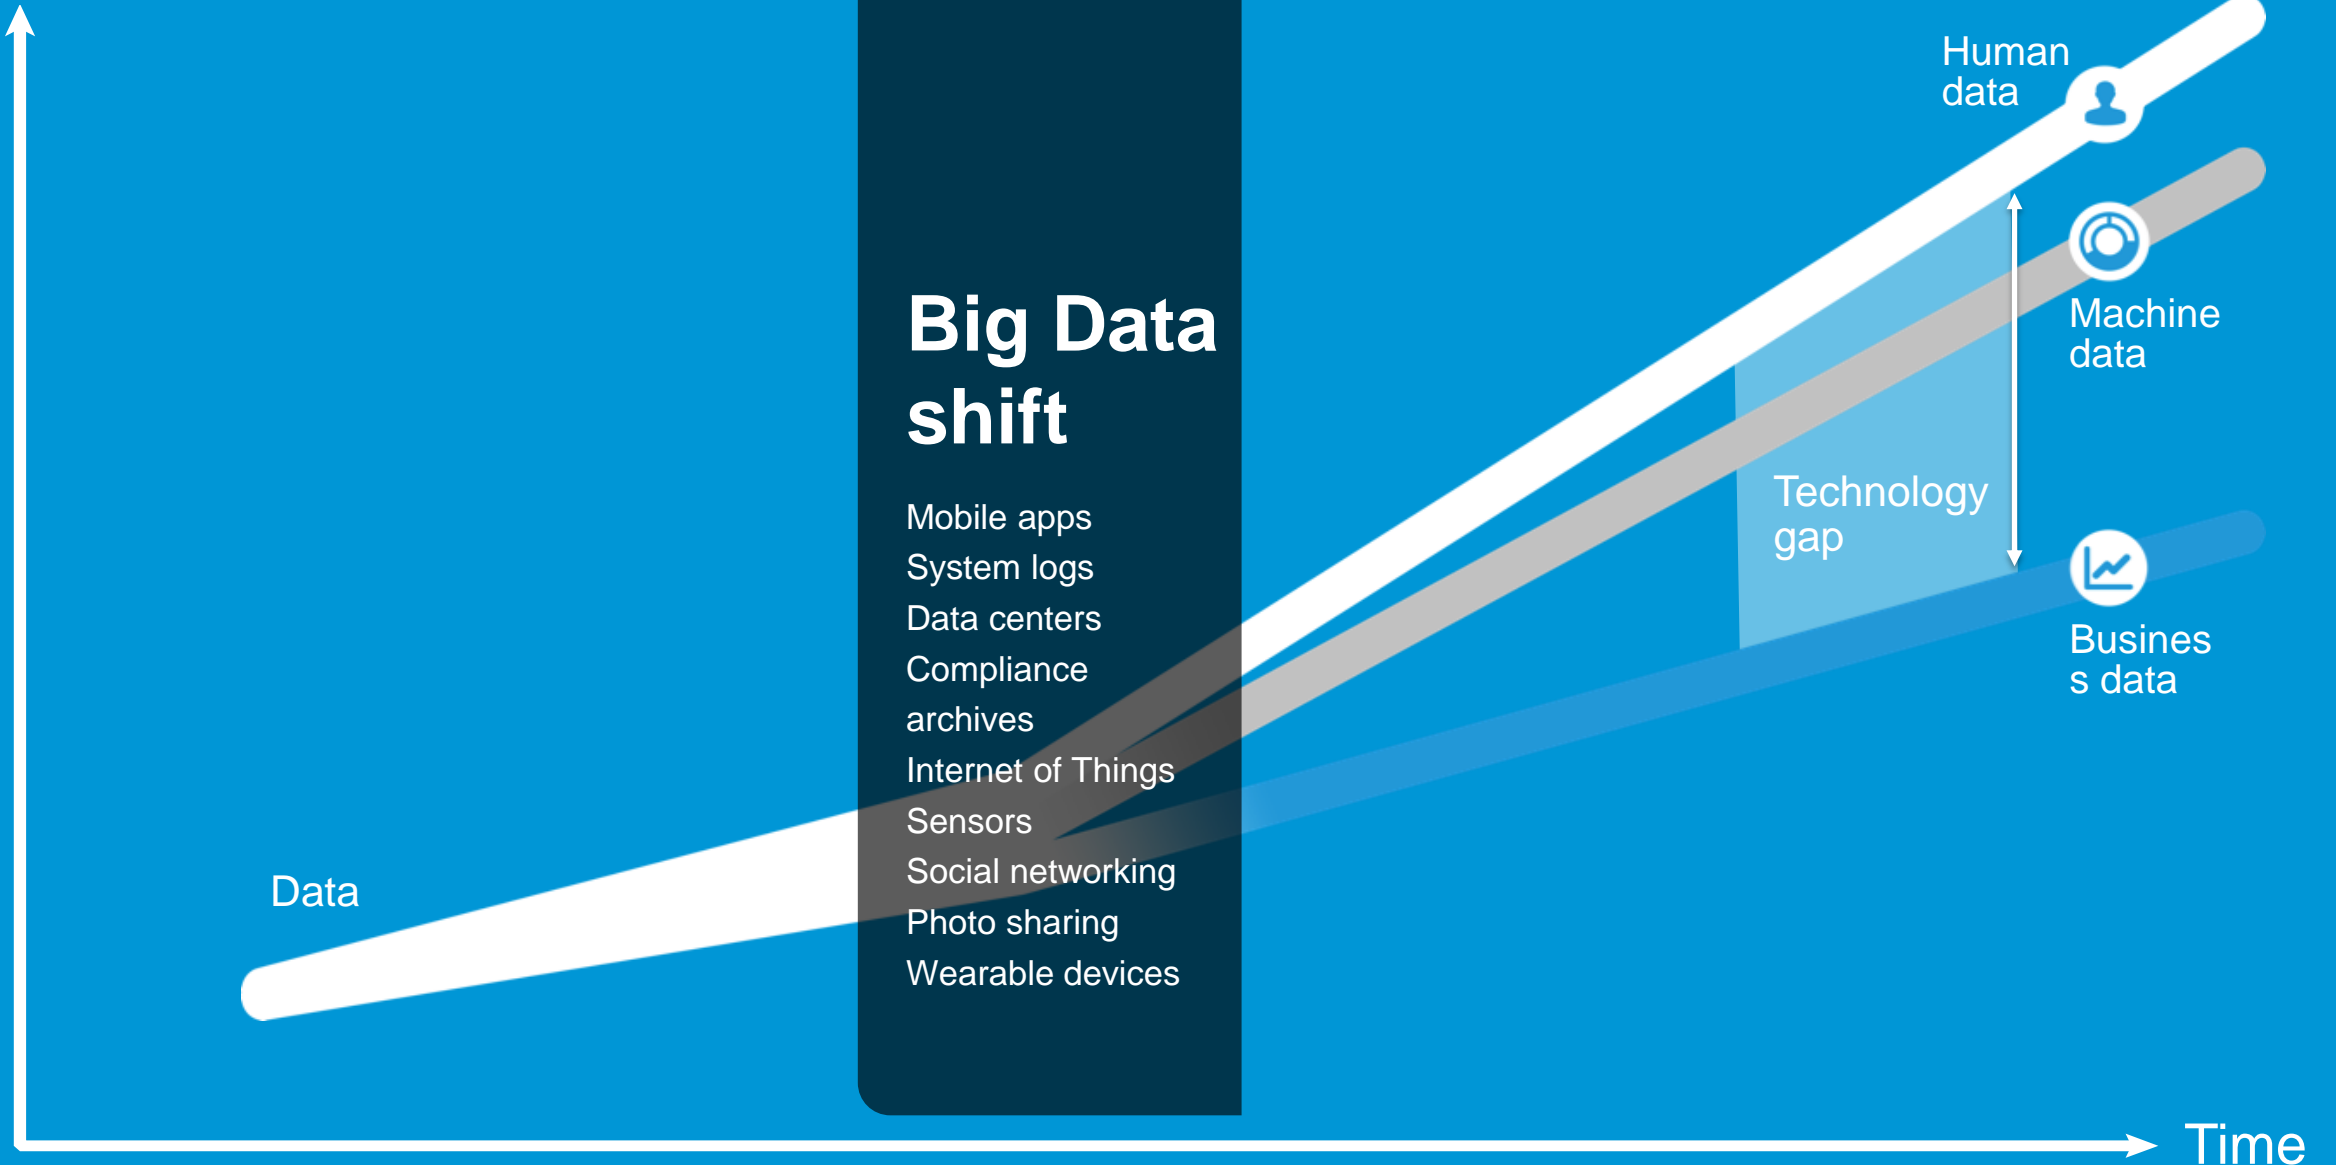 Human
data
Big Data
shift
Machine
data
Technology
gap
Mobile apps
System logs
Data centers
Compliance
archives
Internet of Things
Sensors
Social networking
Photo sharing
Wearable devices
Busines
s data
Data
Time